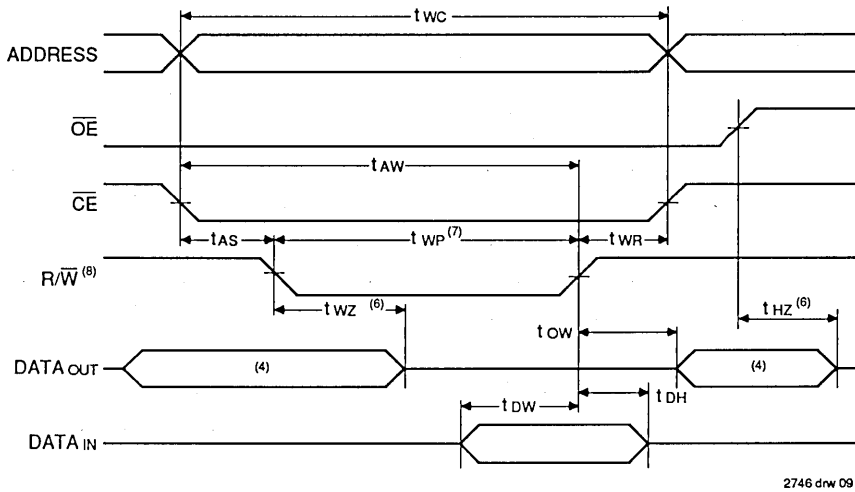 t WC
ADDRESS
OE
t AW
CE
t AS
t WP (7)
t WR
R/W (8)
t WZ (6)
t OW
t HZ (6)
DATA OUT
(4)
(4)
t DW
t DH
DATA IN
2746 drw 09